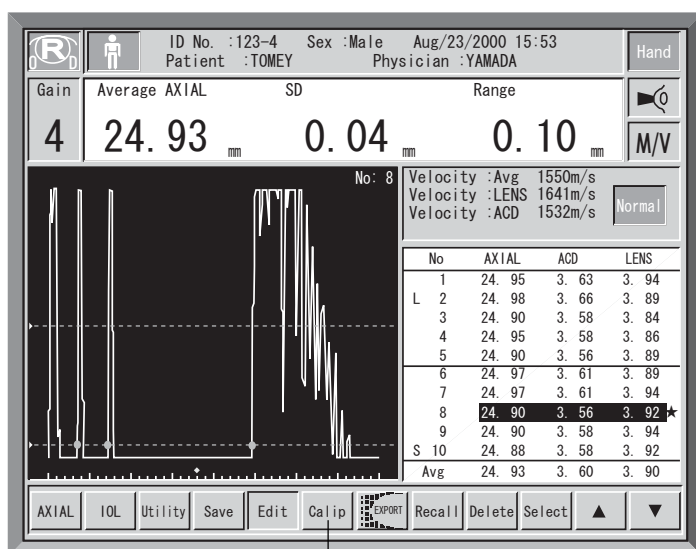 ID No. :123-4 Sex :Male Aug/23/2000 15:53
R
O D
Patient :TOMEY Physician :YAMADA
Hand
Gain Average AXIAL SD Range
4 24. 93 mm 0. 04 mm 0. 10 mm
M/V
No: 8
Velocity :Avg 1550m/s
Velocity :LENS 1641m/s
Velocity :ACD 1532m/s
Normal
No AXIAL ACD LENS
1 24. 95 3. 63 3. 94
L 2 24. 98 3. 66 3. 89
3 24. 90 3. 58 3. 84
4 24. 95 3. 58 3. 86
5 24. 90 3. 56 3. 89
6 24. 97 3. 61 3. 89
7 24. 97 3. 61 3. 94
8 24. 90 3. 56 3. 92 ★
9 24. 90 3. 58 3. 94
S 10 24. 88 3. 58 3. 92
Avg 24. 93 3. 60 3. 90
AXIAL IOL Utility Save Edit Calip EXPORT Recall Delete Select ▲ ▼